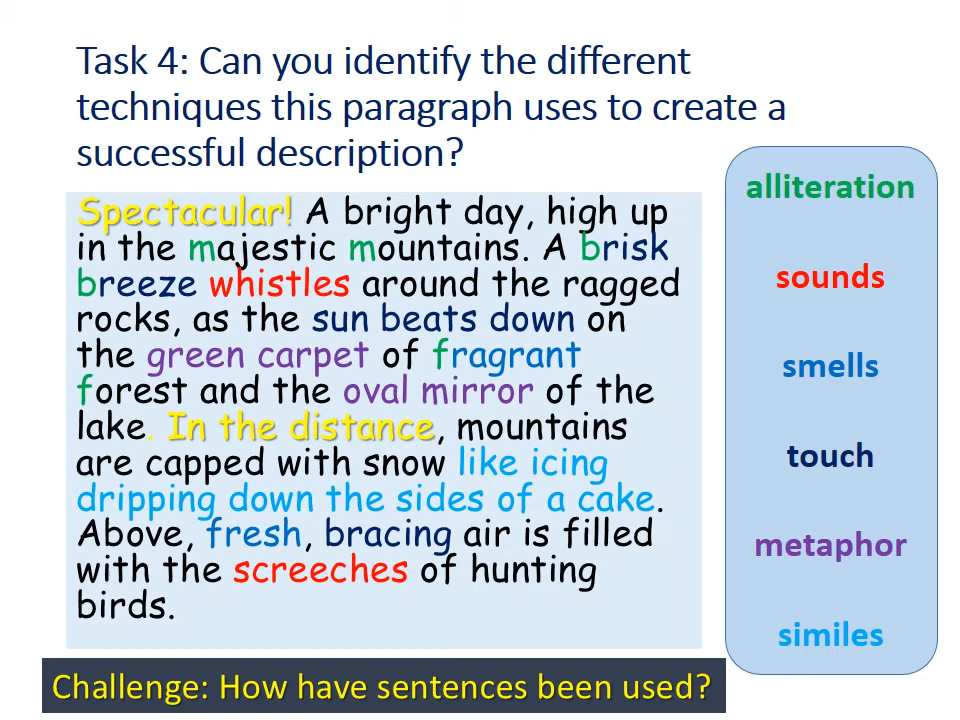 Task 4: Can you identify the different
techniques this paragraph uses to create a
successful description?
Spectacular! A bright day, high up
in the majestic mountains. A brisk
breeze whistles around the ragged
rocks, as the sun beats down on
the green carpet of fragrant
forest and the oval mirror of the
lake. In the distance, mountains
are capped with snow like icing
dripping down the sides of a cake.
Above, fresh, bracing air is filled
with the screeches of hunting
birds.
alliteration
sounds
smells
touch
metaphor
similes
Challenge: How have sentences been used?